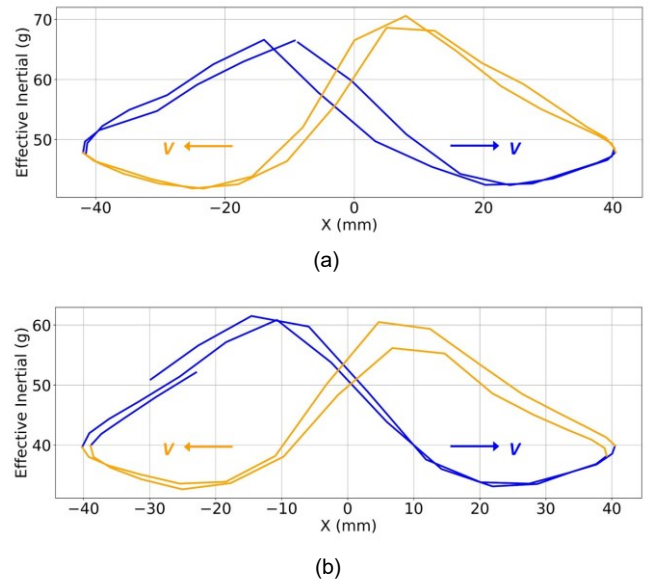 70
60
50
Effective Inertial (g)
V
V
−40 −20 0 20 40
X (mm)
(a)
60
50
40
Effective Inertial (g)
V
V
−40 −30 −20 −10 0 10 20 30 40
X (mm)
(b)